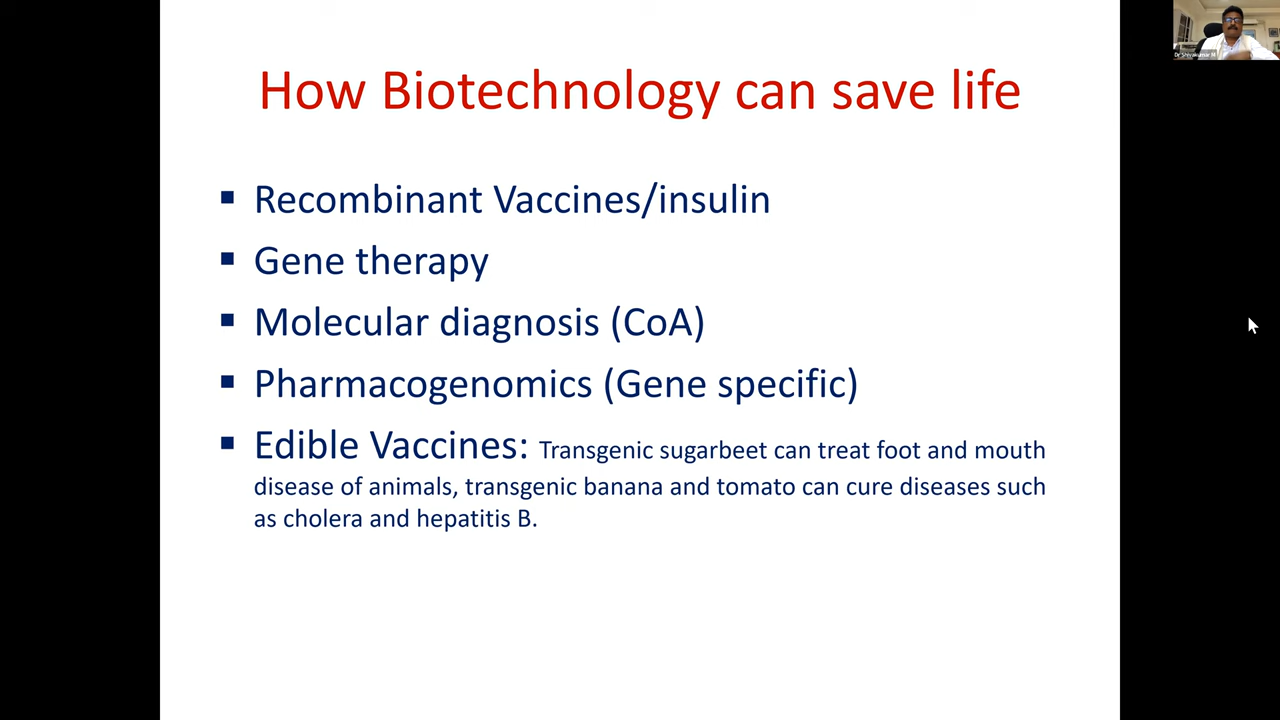 How Biotechnology can save life
▪ Recombinant Vaccines/insulin
▪ Gene therapy
▪ Molecular diagnosis (CoA)
▪ Pharmacogenomics (Gene specific)
▪ Edible Vaccines: Transgenic sugarbeet can treat foot and mouth
disease of animals, transgenic banana and tomato can cure diseases such
as cholera and hepatitis B.
Dr Shivakumar M